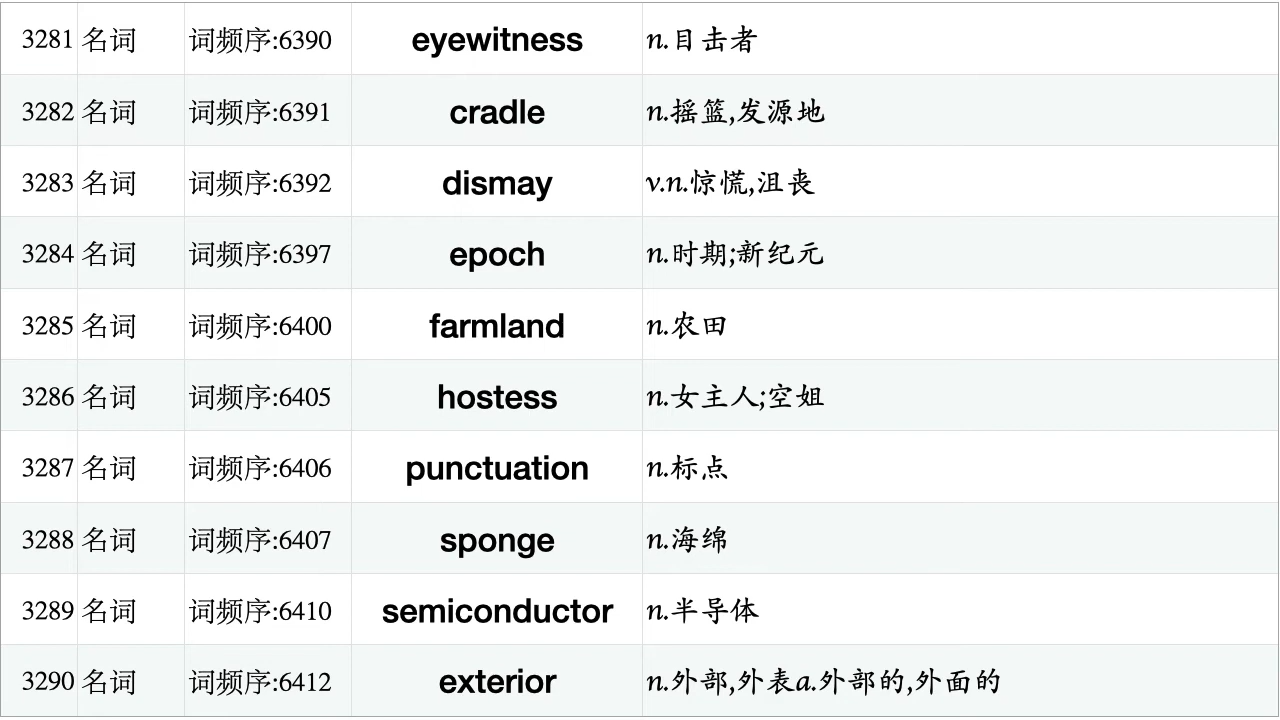 3281 名词 词频序:6390 eyewitness n.目击者
3282 名词 词频序:6391 cradle n.摇篮,发源地
3283 名词 词频序:6392 dismay v.n.惊慌,沮丧
3284 名词 词频序:6397 epoch n.时期;新纪元
3285 名词 词频序:6400 farmland n.农田
3286 名词 词频序:6405 hostess n.女主人;空姐
3287 名词 词频序:6406 punctuation n.标点
3288 名词 词频序:6407 sponge n.海绵
3289 名词 词频序:6410 semiconductor n.半导体
3290 名词 词频序:6412 exterior n.外部,外表a.外部的,外面的